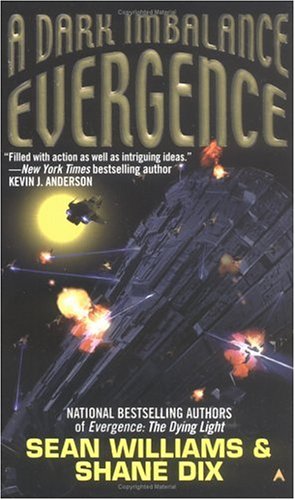 A DARK IMBALANCE
EVERGENCE
"Filled with action as well as intriguing ideas."
—New York Times bestselling author
KEVIN J. ANDERSON
NATIONAL BESTSELLING AUTHORS
of Evergence: The Dying Light
SEAN WILLIAMS &
SHANE DIX